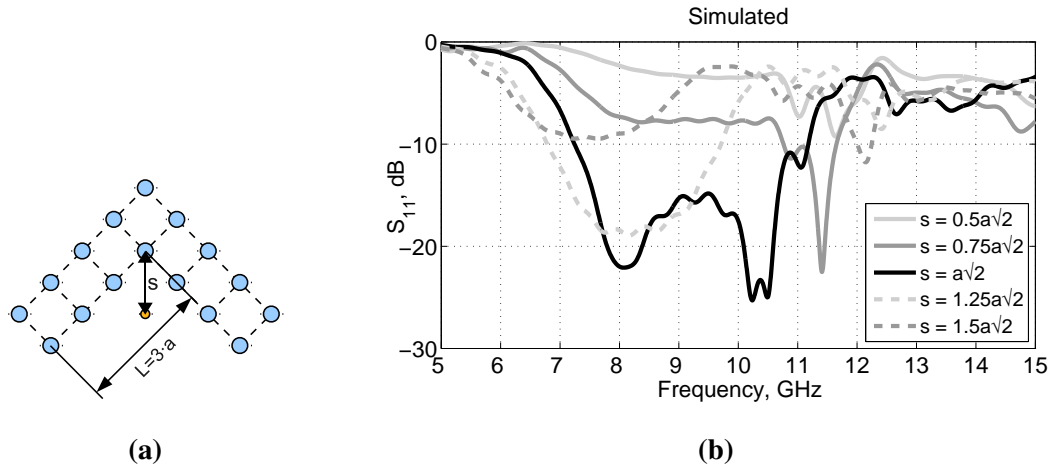 s
L=3·a
(a)
Simulated
0
−10
−20
−30
S11, dB
5 6 7 8 9 10 11 12 13 14 15
Frequency, GHz
s = 0.5a√2
s = 0.75a√2
s = a√2
s = 1.25a√2
s = 1.5a√2
(b)